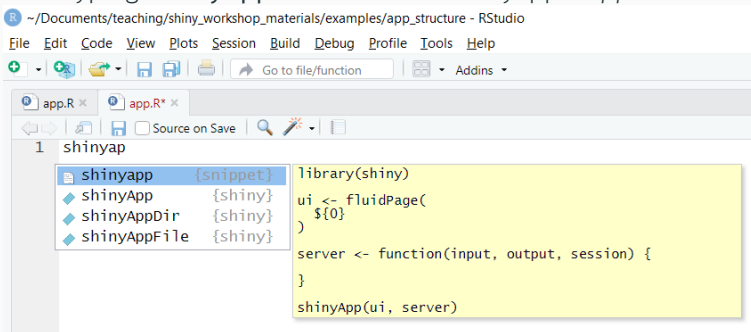 ~/Documents/teaching/shiny_workshop_materials/examples/app_structure - RStudio
File Edit Code View Plots Session Build Debug Profile Tools Help
Go to file/function Addins
app.R × app.R* ×
Source on Save
1 shinyap
shinyapp {snippet}
shinyApp {shiny}
shinyAppDir {shiny}
shinyAppFile {shiny}
library(shiny)
ui <- fluidPage(
${0}
)
server <- function(input, output, session) {
}
shinyApp(ui, server)